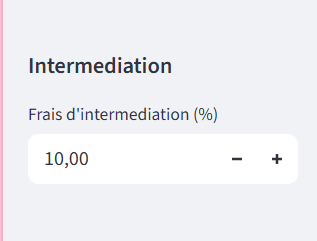 Intermediation
Frais d'intermediation (%)
10,00